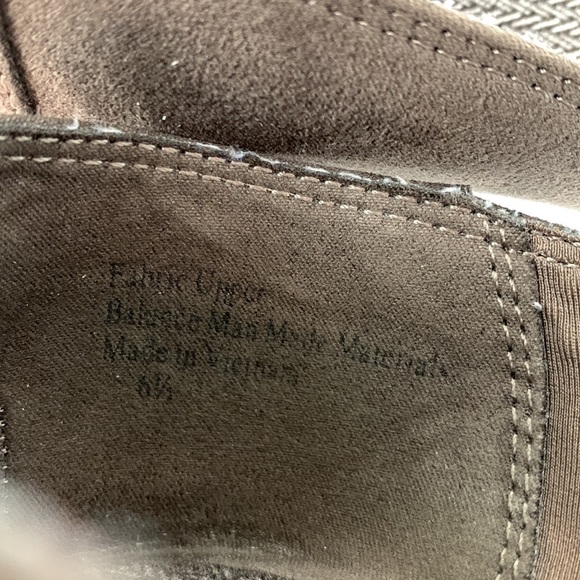 Fabric Upper
Balance Man Made Materials
Made in Vietnam
6½